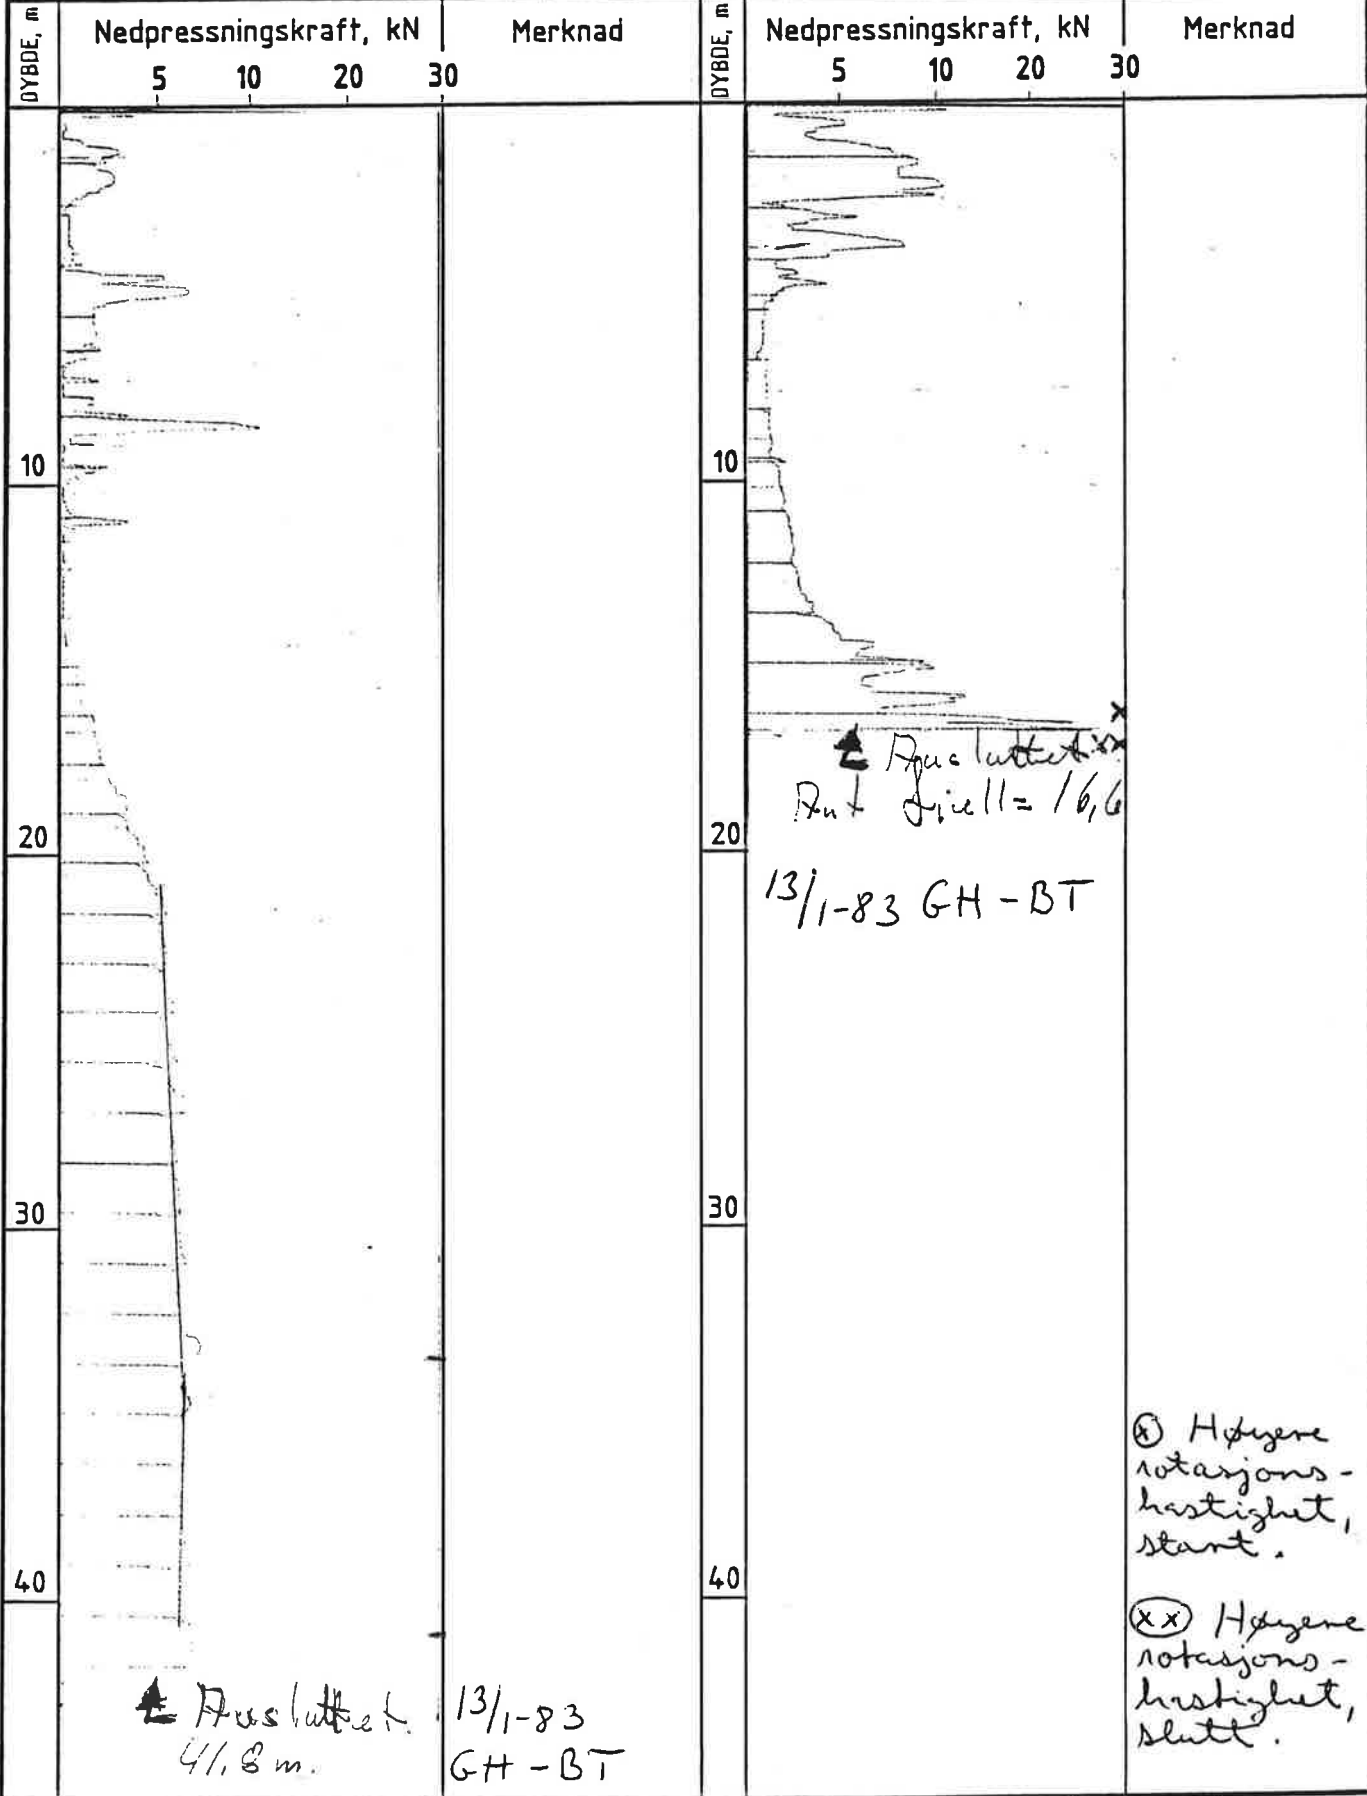 DYBDE, m
Nedpressningskraft, kN
Merknad
5 10 20 30
10
20
30
40
Avsluttet.
41,8 m.
13/1-83
GH - BT
DYBDE, m
Nedpressningskraft, kN
Merknad
5 10 20 30
10
x
Avsluttet xx
Ant fjell = 16,6
20
13/1-83 GH - BT
30
40
(x) Høyere
rotasjons-
hastighet,
start.
(xx) Høyere
rotasjons-
hastighet,
slutt.